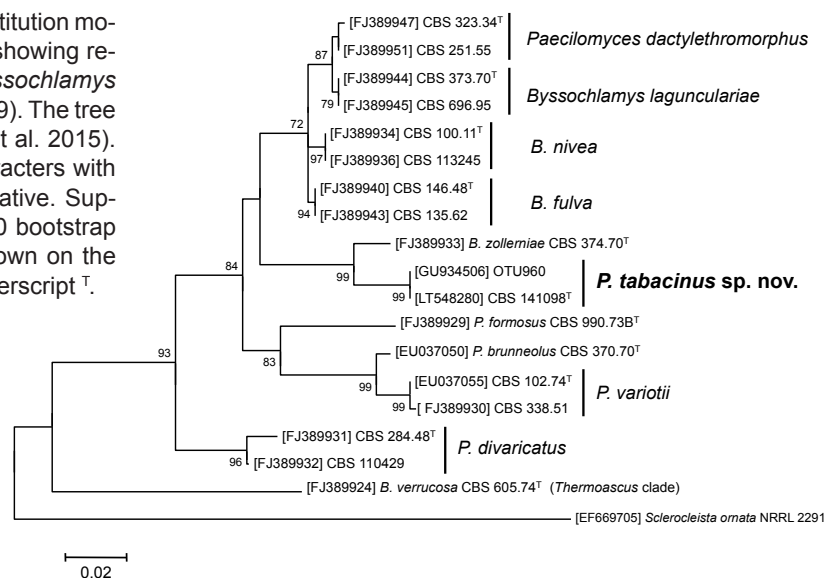 stitution mo-
showing re-
ssochlamys
9). The tree
et al. 2015).
racters with
ative. Sup-
0 bootstrap
own on the
erscript T.
[FJ389947] CBS 323.34T
[FJ389951] CBS 251.55
Paecilomyces dactylethromorphus
87
[FJ389944] CBS 373.70T
[FJ389945] CBS 696.95
Byssochlamys lagunculariae
79
72
[FJ389934] CBS 100.11T
[FJ389936] CBS 113245
B. nivea
97
[FJ389940] CBS 146.48T
[FJ389943] CBS 135.62
B. fulva
94
[FJ389933] B. zollerniae CBS 374.70T
84
99
[GU934506] OTU960
[LT548280] CBS 141098T
P. tabacinus sp. nov.
99
[FJ389929] P. formosus CBS 990.73BT
93
83
[EU037050] P. brunneolus CBS 370.70T
99
[EU037055] CBS 102.74T
[ FJ389930] CBS 338.51
P. variotii
99
[FJ389931] CBS 284.48T
[FJ389932] CBS 110429
P. divaricatus
96
[FJ389924] B. verrucosa CBS 605.74T (Thermoascus clade)
[EF669705] Sclerocleista ornata NRRL 2291
0.02